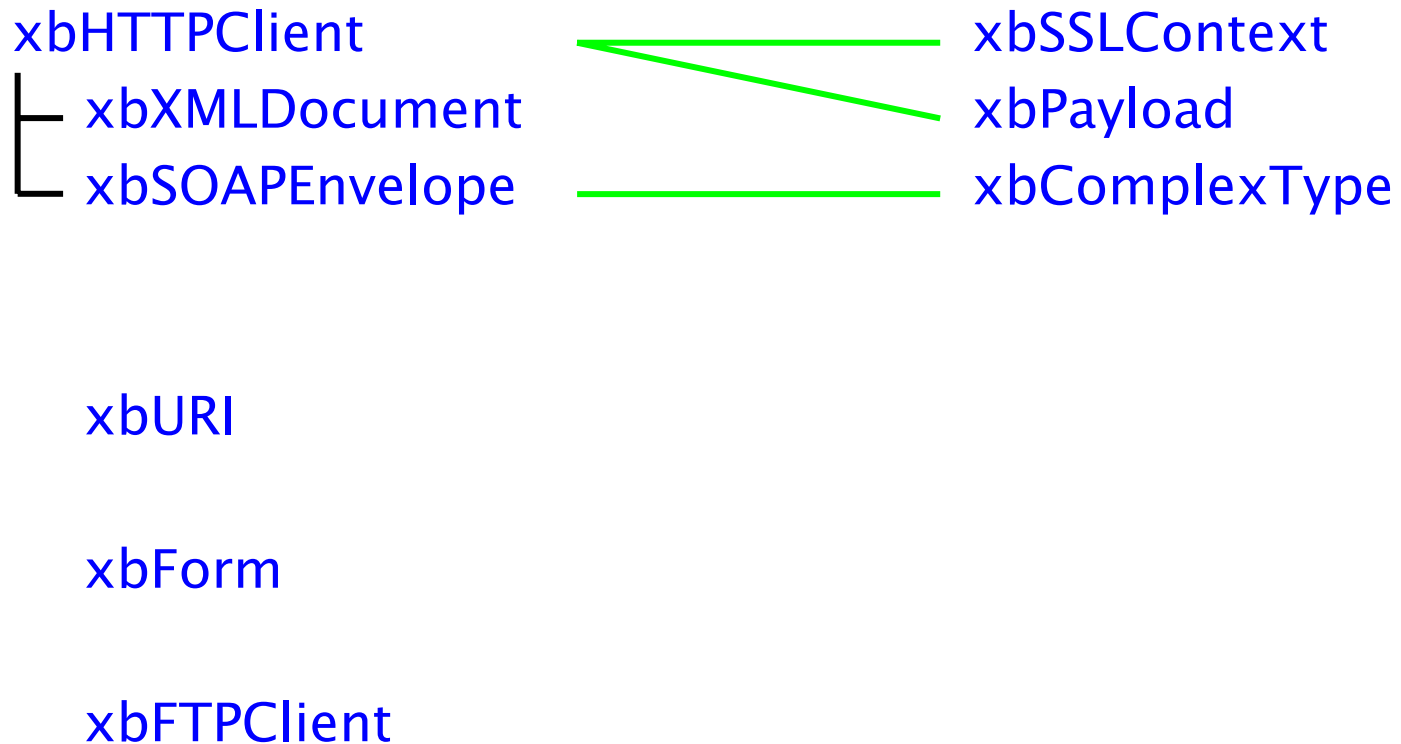 xbHTTPClient xbSSLContext
xbXMLDocument xbPayload
xbSOAPEnvelope xbComplexType
xbURI
xbForm
xbFTPClient